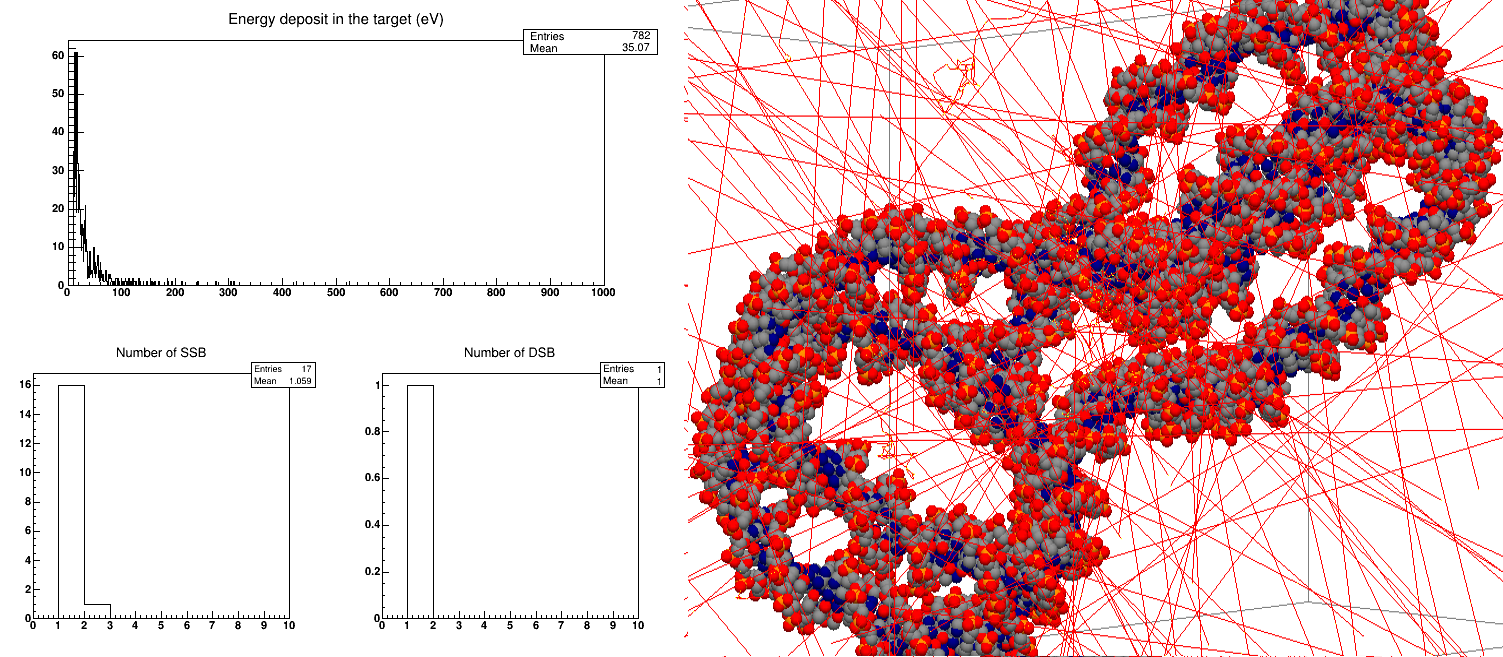 Energy deposit in the target (eV)
Entries 782
Mean 35.07
60
50
40
30
20
10
0
0 100 200 300 400 500 600 700 800 900 1000
Number of SSB
Entries 17
Mean 1.059
16
14
12
10
8
6
4
2
0
0 1 2 3 4 5 6 7 8 9 10
Number of DSB
Entries 1
Mean 1
1
0.8
0.6
0.4
0.2
0
0 1 2 3 4 5 6 7 8 9 10